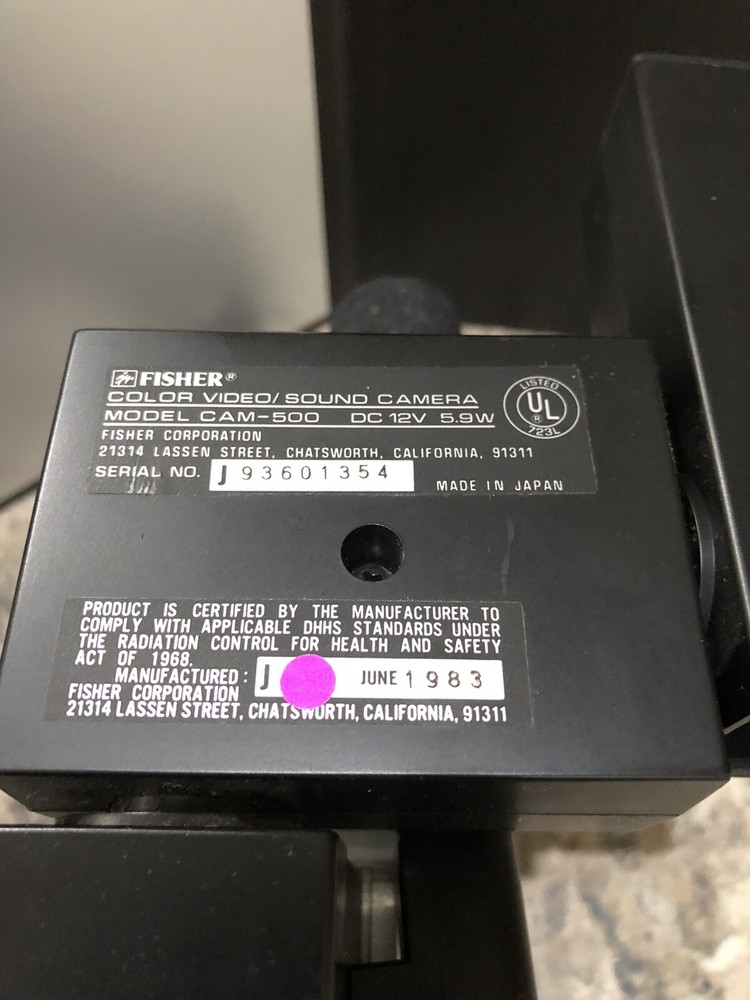 FISHER®
COLOR VIDEO/SOUND CAMERA
MODEL CAM-500 DC 12V 5.9W
LISTED
UL ®
723L
FISHER CORPORATION
21314 LASSEN STREET, CHATSWORTH, CALIFORNIA, 91311
SERIAL NO. J 93601354
MADE IN JAPAN
PRODUCT IS CERTIFIED BY THE MANUFACTURER TO
COMPLY WITH APPLICABLE DHHS STANDARDS UNDER
THE RADIATION CONTROL FOR HEALTH AND SAFETY
ACT OF 1968.
MANUFACTURED: J JUNE 1983
FISHER CORPORATION
21314 LASSEN STREET, CHATSWORTH, CALIFORNIA, 91311